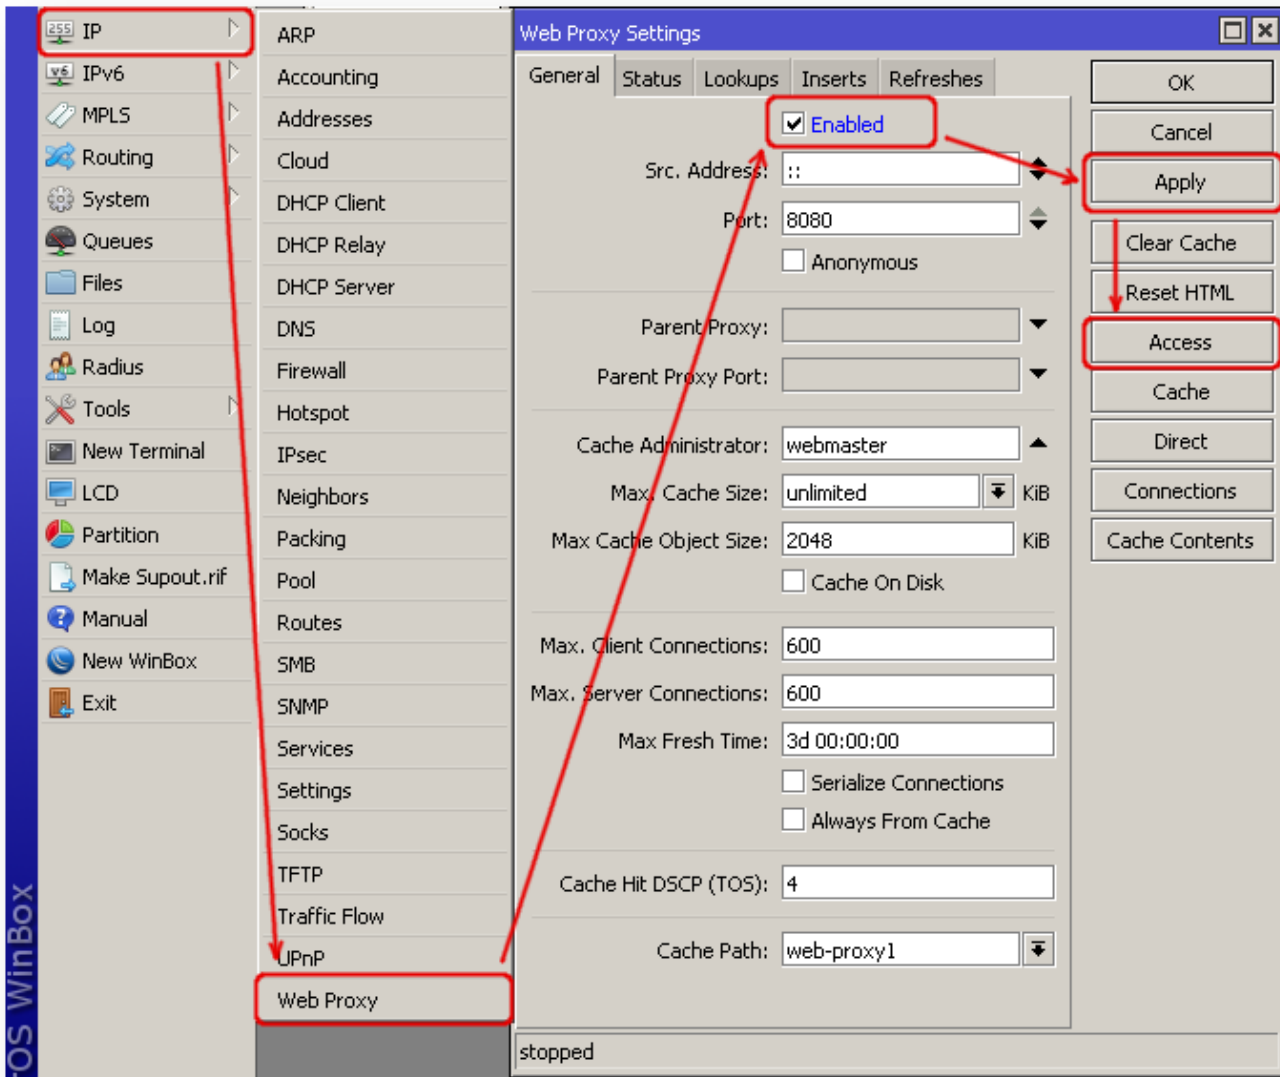 IP
IPv6
MPLS
Routing
System
Queues
Files
Log
Radius
Tools
New Terminal
LCD
Partition
Make Supout.rif
Manual
New WinBox
Exit
OS WinBox
ARP
Accounting
Addresses
Cloud
DHCP Client
DHCP Relay
DHCP Server
DNS
Firewall
Hotspot
IPsec
Neighbors
Packing
Pool
Routes
SMB
SNMP
Services
Settings
Socks
TFTP
Traffic Flow
UPnP
Web Proxy
Web Proxy Settings
General Status Lookups Inserts Refreshes
Enabled
Src. Address: ::
Port: 8080
Anonymous
Parent Proxy:
Parent Proxy Port:
Cache Administrator: webmaster
Max. Cache Size: unlimited KiB
Max Cache Object Size: 2048 KiB
Cache On Disk
Max. Client Connections: 600
Max. Server Connections: 600
Max Fresh Time: 3d 00:00:00
Serialize Connections
Always From Cache
Cache Hit DSCP (TOS): 4
Cache Path: web-proxy1
OK
Cancel
Apply
Clear Cache
Reset HTML
Access
Cache
Direct
Connections
Cache Contents
stopped